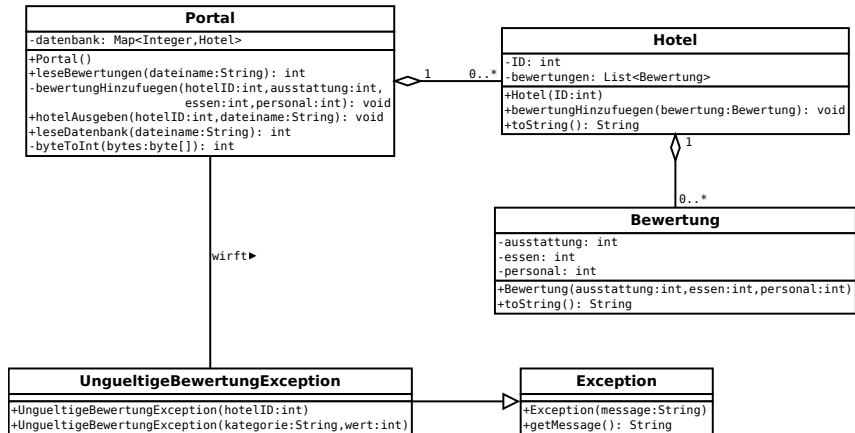 Portal
-datenbank: Map<Integer,Hotel>
+Portal()
+leseBewertungen(dateiname:String): int
-bewertungHinzufuegen(hotelID:int,ausstattung:int,
essen:int,personal:int): void
+hotelAusgeben(hotelID:int,dateiname:String): void
+leseDatenbank(dateiname:String): int
-byteToInt(bytes:byte[]): int
1
0..*
Hotel
-ID: int
-bewertungen: List<Bewertung>
+Hotel(ID:int)
+bewertungHinzufuegen(bewertung:Bewertung): void
+toString(): String
1
0..*
Bewertung
-ausstattung: int
-essen: int
-personal: int
+Bewertung(ausstattung:int,essen:int,personal:int)
+toString(): String
wirft►
UngueltigeBewertungException
+UngueltigeBewertungException(hotelID:int)
+UngueltigeBewertungException(kategorie:String,wert:int)
Exception
+Exception(message:String)
+getMessage(): String